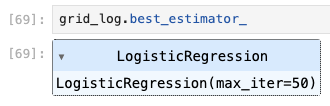 [69]: grid_log.best_estimator_
[69]: ▼ LogisticRegression
LogisticRegression(max_iter=50)